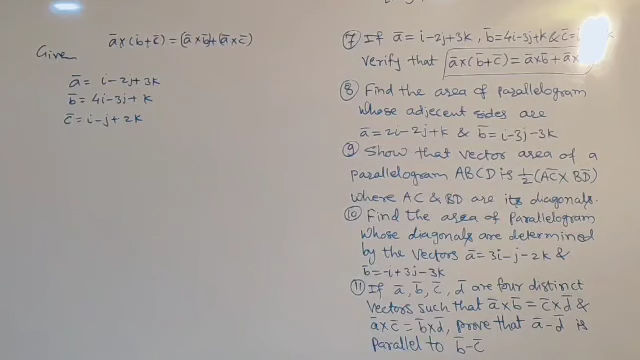 ā×(b̄+c̄) = (ā×b̄)+(ā×c̄)
Given
ā = i-2j+3k
b̄ = 4i-3j+k
c̄ = i-j+2k
⑦ If ā = i-2j+3k, b̄=4i-3j+k & c̄=i
verify that ā×(b̄+c̄) = ā×b̄+ā×
⑧ Find the area of parallelogram
whose adjecent sides are
ā=2i-2j+k & b̄=i-3j-3k
⑨ Show that vector area of a
parallelogram ABCD is ½(AC̄×BD̄)
where AC & BD are its diagonals.
⑩ Find the area of Parallelogram
whose diagonals are determined
by the vectors ā=3i-j-2k &
b̄=-i+3j-3k
⑪ If ā, b̄, c̄, d̄ are four distinct
vectors such that ā×b̄=c̄×d̄ &
ā×c̄=b̄×d̄, prove that ā-d̄ is
parallel to b̄-c̄